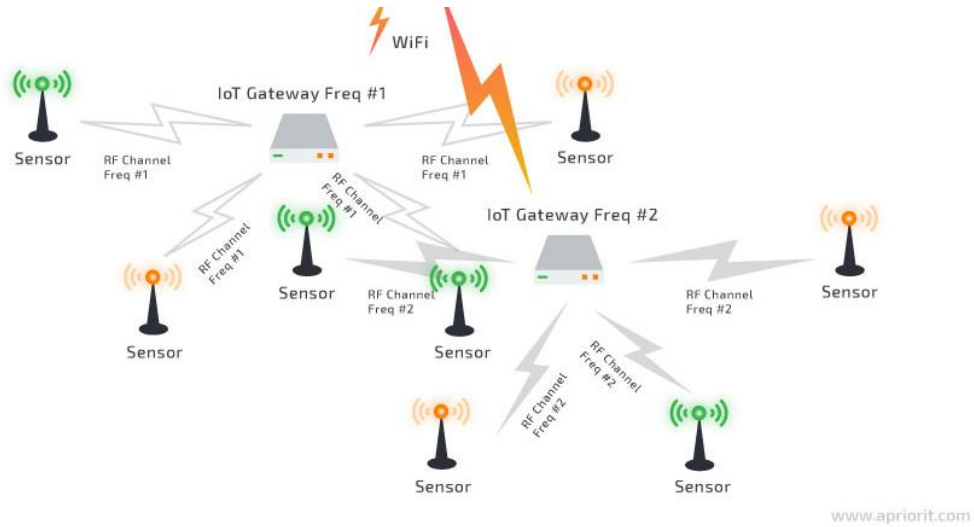 WiFi
IoT Gateway Freq #1
Sensor
RF Channel
Freq #1
RF Channel
Freq #1
Sensor
RF Channel
Freq #1
RF Channel
Freq #1
IoT Gateway Freq #2
Sensor
Sensor
RF Channel
Freq #2
Sensor
RF Channel
Freq #2
Sensor
Sensor
RF Channel
Freq #2
RF Channel
Freq #2
Sensor
Sensor
www.apriorit.com